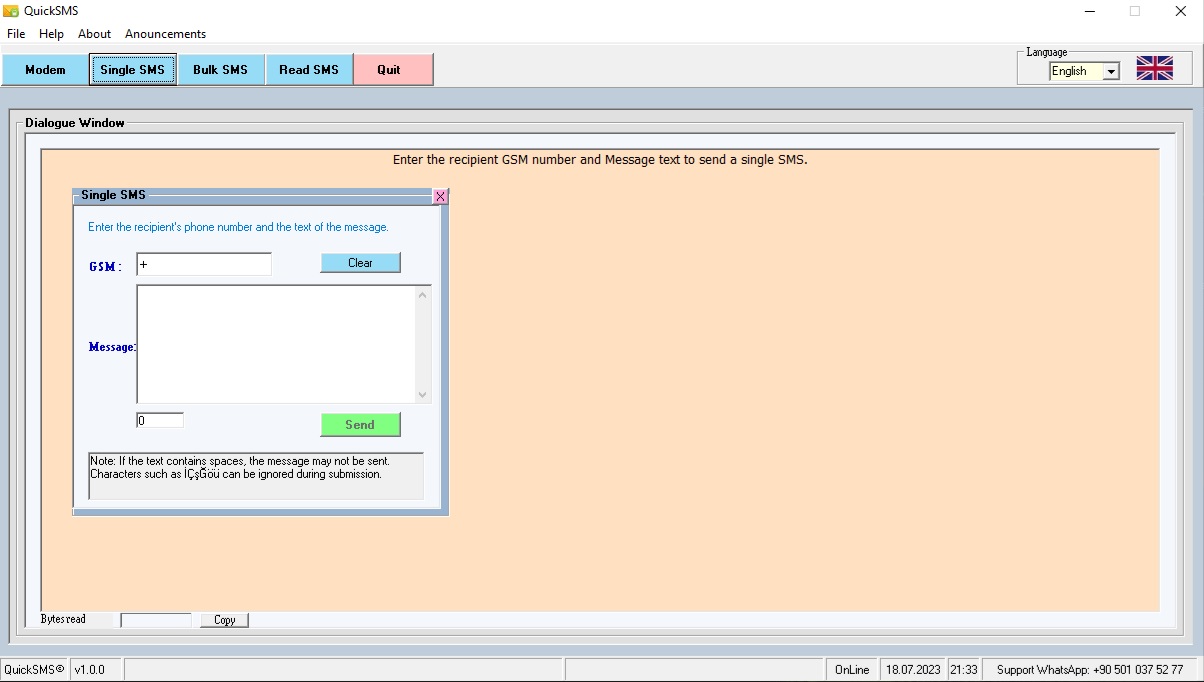 QuickSMS
File Help About Anouncements
Modem Single SMS Bulk SMS Read SMS Quit
Language
English
Dialogue Window
Enter the recipient GSM number and Message text to send a single SMS.
Single SMS X
Enter the recipient's phone number and the text of the message.
GSM : + Clear
Message:
0 Send
Note: If the text contains spaces, the message may not be sent.
Characters such as İÇşĞöü can be ignored during submission.
Bytes read Copy
QuickSMS© v1.0.0 OnLine 18.07.2023 21:33 Support WhatsApp: +90 501 037 52 77